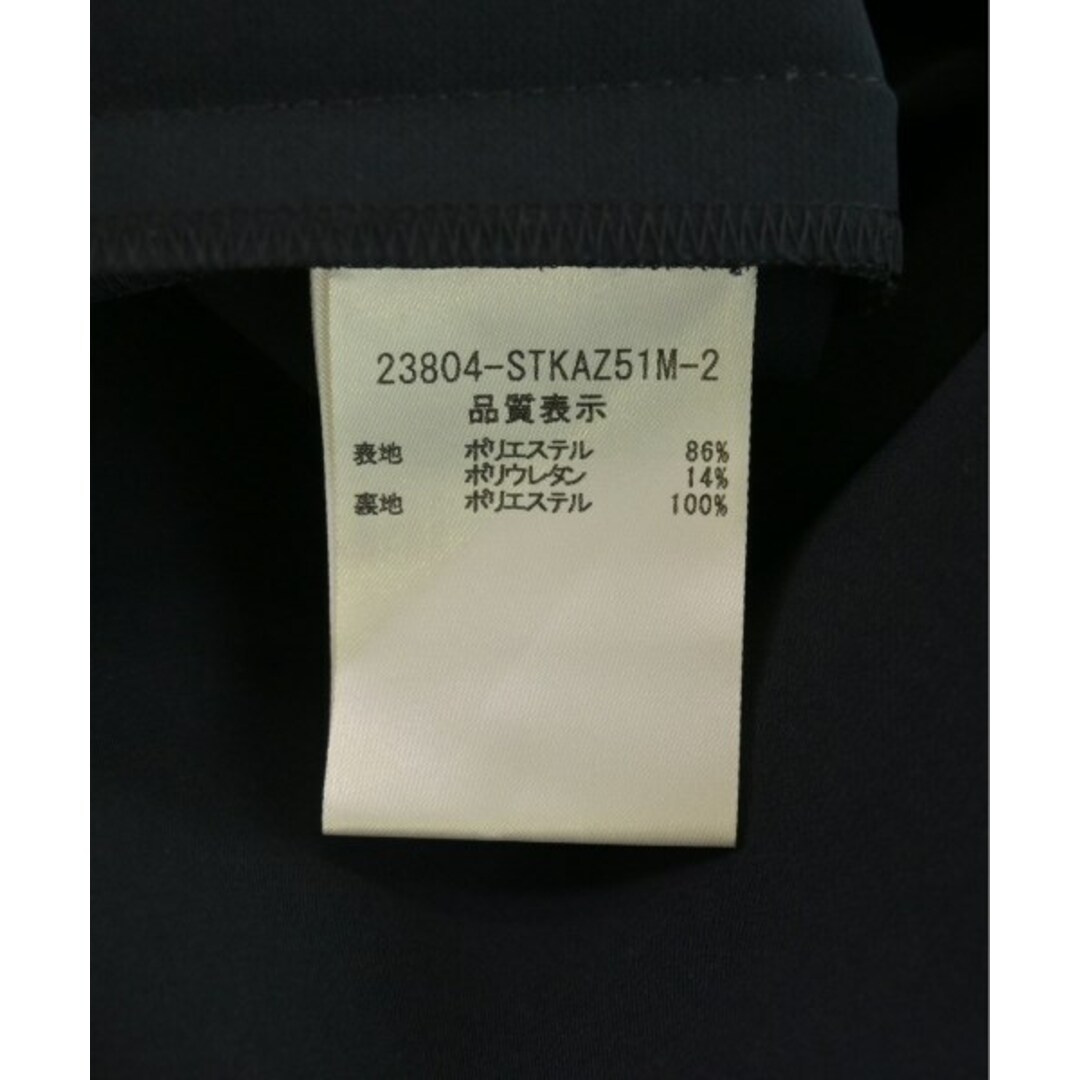 23804-STKAZ51M-2
品質表示
表地 ポリエステル 86%
ポリウレタン 14%
裏地 ポリエステル 100%